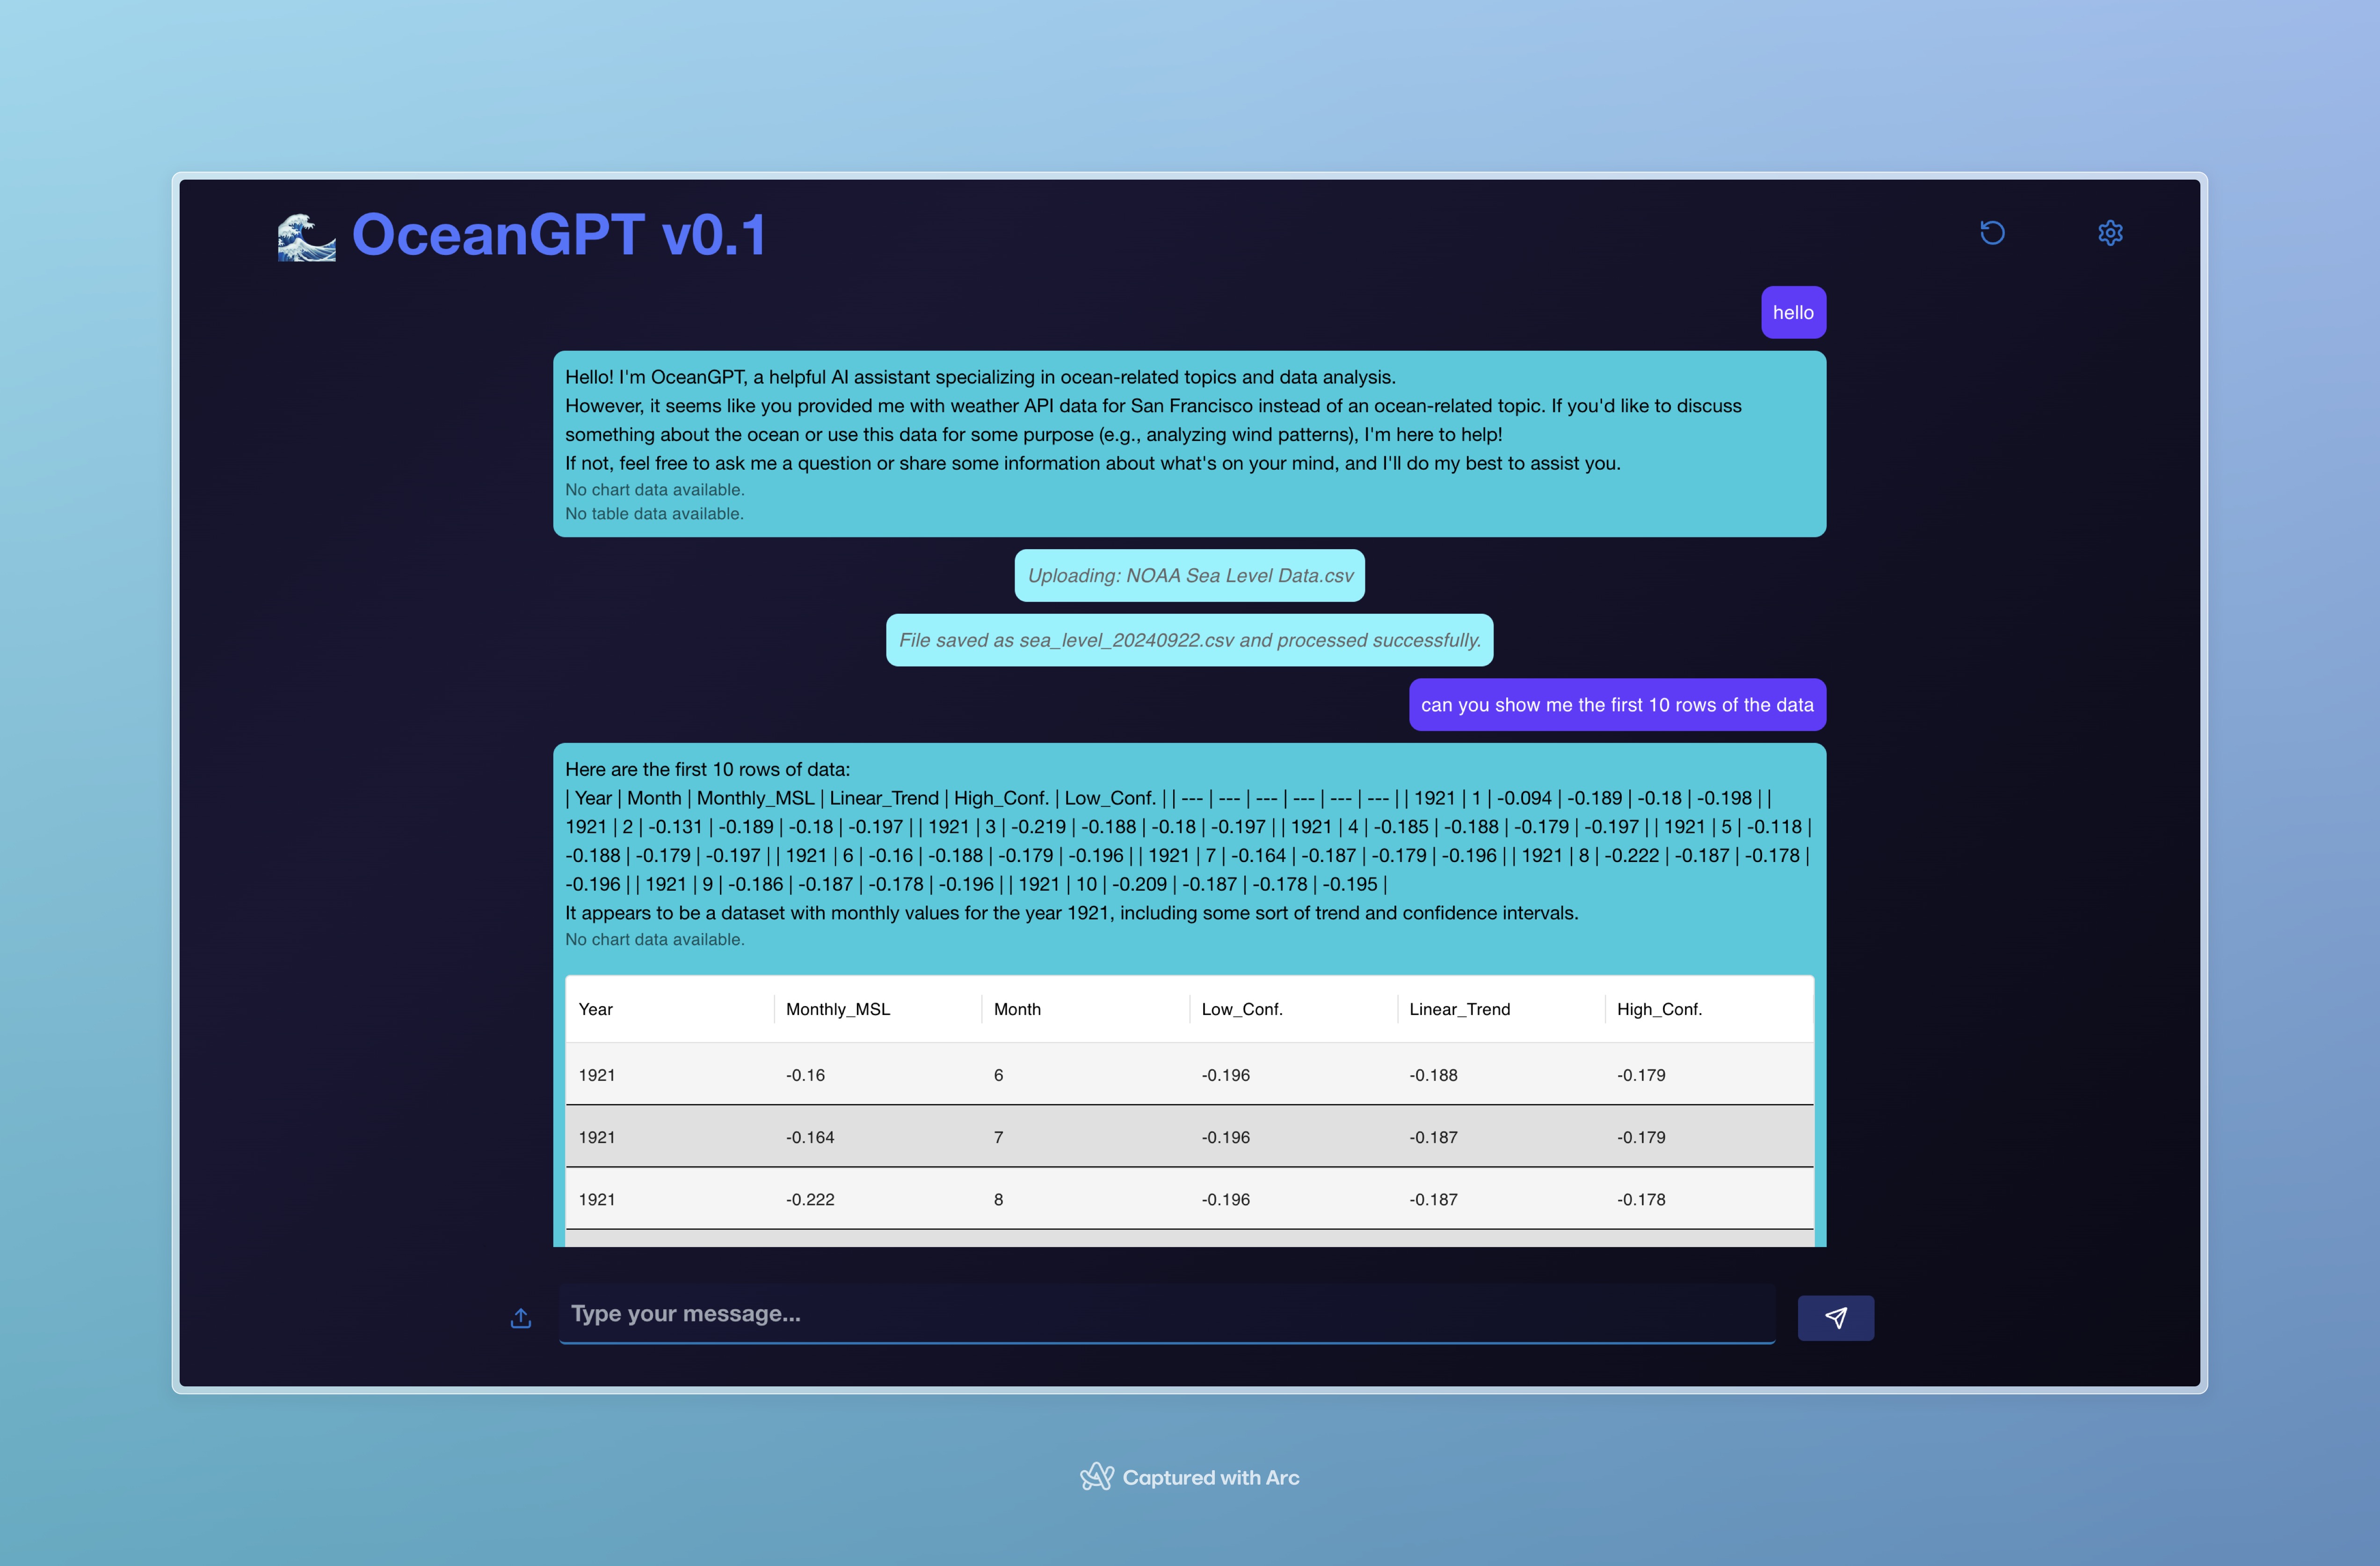 🌊 OceanGPT v0.1
hello
Hello! I'm OceanGPT, a helpful AI assistant specializing in ocean-related topics and data analysis.
However, it seems like you provided me with weather API data for San Francisco instead of an ocean-related topic. If you'd like to discuss
something about the ocean or use this data for some purpose (e.g., analyzing wind patterns), I'm here to help!
If not, feel free to ask me a question or share some information about what's on your mind, and I'll do my best to assist you.
No chart data available.
No table data available.
Uploading: NOAA Sea Level Data.csv
File saved as sea_level_20240922.csv and processed successfully.
can you show me the first 10 rows of the data
Here are the first 10 rows of data:
| Year | Month | Monthly_MSL | Linear_Trend | High_Conf. | Low_Conf. | | --- | --- | --- | --- | --- | --- | | 1921 | 1 | -0.094 | -0.189 | -0.18 | -0.198 | |
1921 | 2 | -0.131 | -0.189 | -0.18 | -0.197 | | 1921 | 3 | -0.219 | -0.188 | -0.18 | -0.197 | | 1921 | 4 | -0.185 | -0.188 | -0.179 | -0.197 | | 1921 | 5 | -0.118 |
-0.188 | -0.179 | -0.197 | | 1921 | 6 | -0.16 | -0.188 | -0.179 | -0.196 | | 1921 | 7 | -0.164 | -0.187 | -0.179 | -0.196 | | 1921 | 8 | -0.222 | -0.187 | -0.178 |
-0.196 | | 1921 | 9 | -0.186 | -0.187 | -0.178 | -0.196 | | 1921 | 10 | -0.209 | -0.187 | -0.178 | -0.195 |
It appears to be a dataset with monthly values for the year 1921, including some sort of trend and confidence intervals.
No chart data available.
Year Monthly_MSL Month Low_Conf. Linear_Trend High_Conf.
1921 -0.16 6 -0.196 -0.188 -0.179
1921 -0.164 7 -0.196 -0.187 -0.179
1921 -0.222 8 -0.196 -0.187 -0.178
Type your message...
Captured with Arc